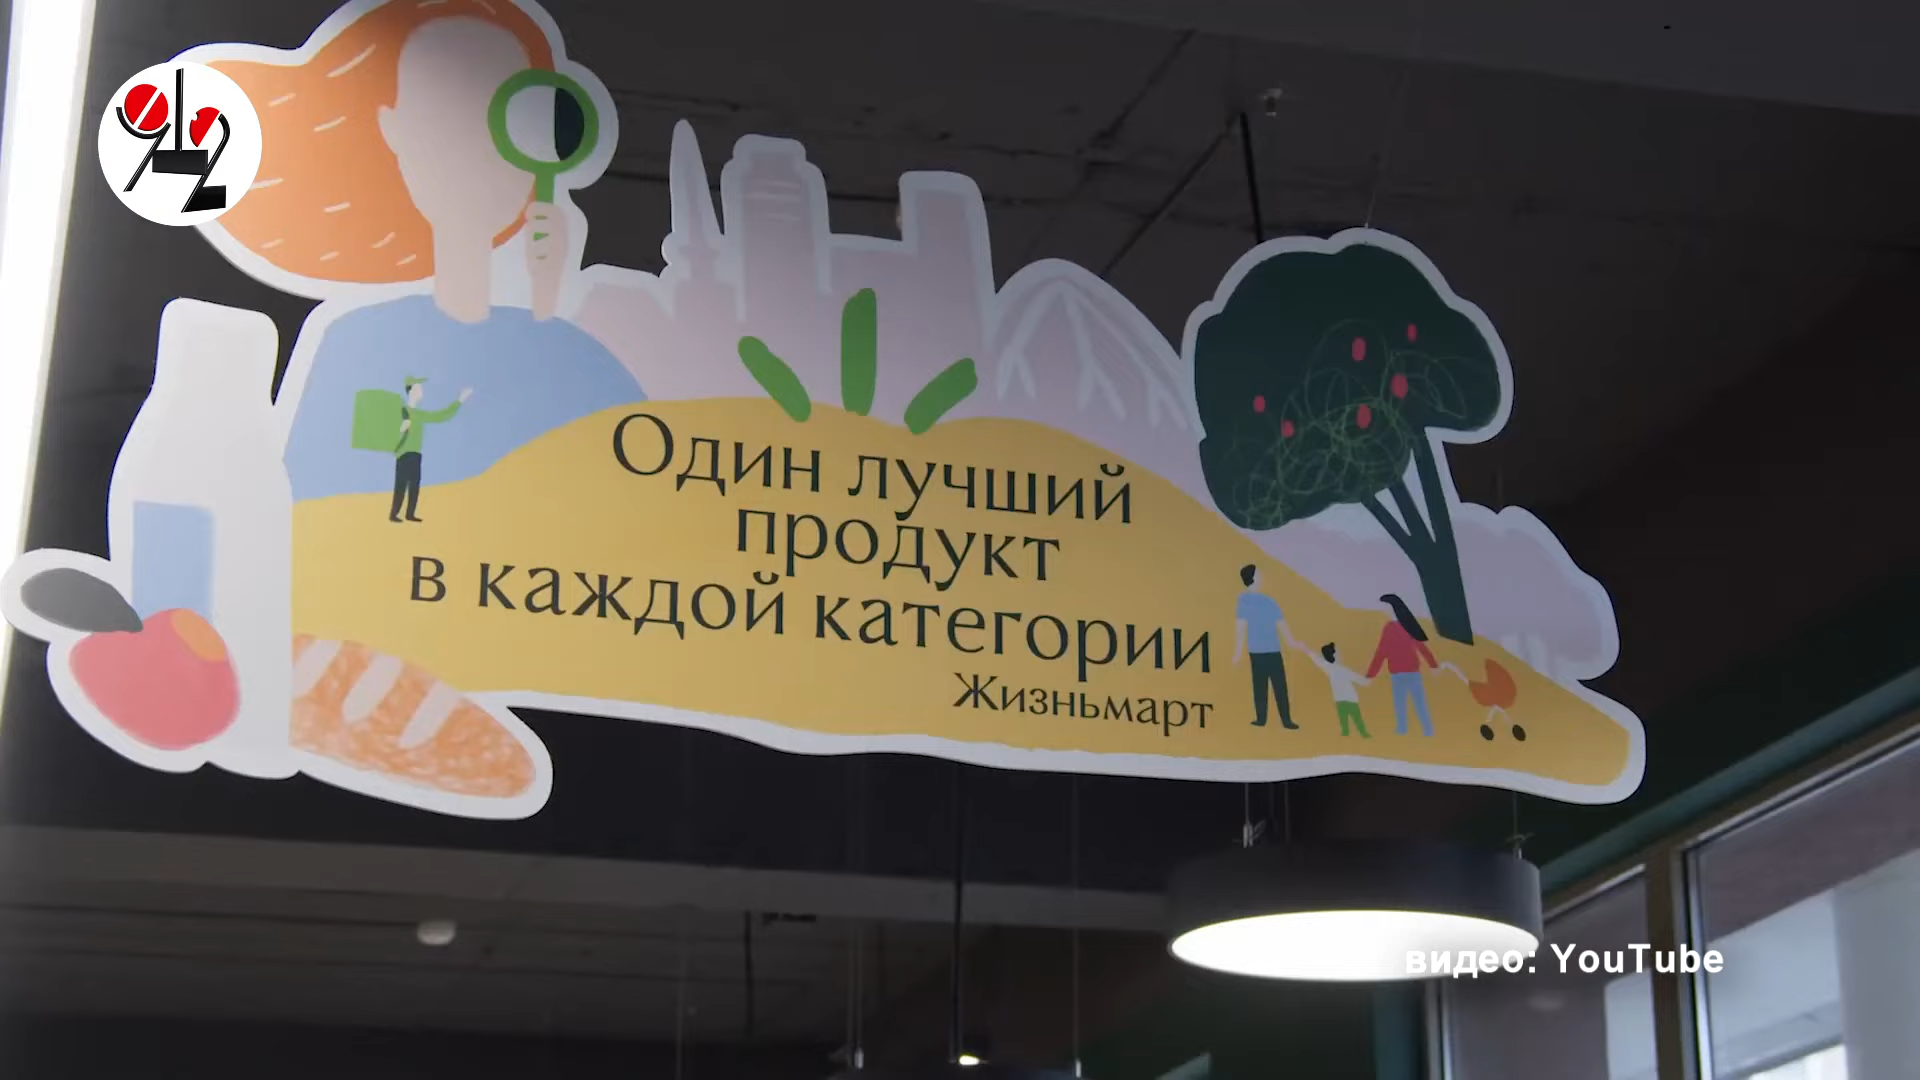 Один лучший
продукт
в каждой категории
Жизньмарт
видео: YouTube